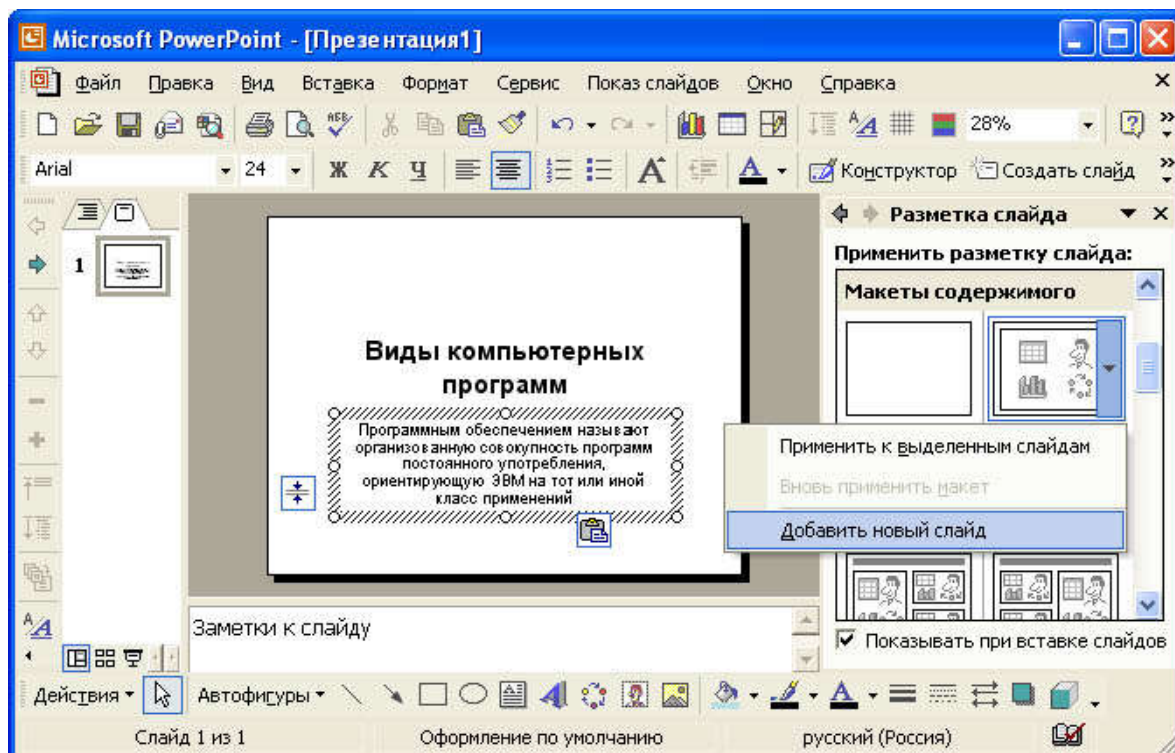 Microsoft PowerPoint - [Презентация1]
Файл Правка Вид Вставка Формат Сервис Показ слайдов Окно Справка
28%
Arial 24 Ж К Ч Конструктор Создать слайд
Разметка слайда
1
Применить разметку слайда:
Макеты содержимого
Виды компьютерных
программ
Программным обеспечением называют
организованную совокупность программ
постоянного употребления,
ориентирующую ЭВМ на тот или иной
класс применений
Применить к выделенным слайдам
Вновь применить макет
Добавить новый слайд
Заметки к слайду
Показывать при вставке слайдов
Действия Автофигуры
Слайд 1 из 1 Оформление по умолчанию русский (Россия)